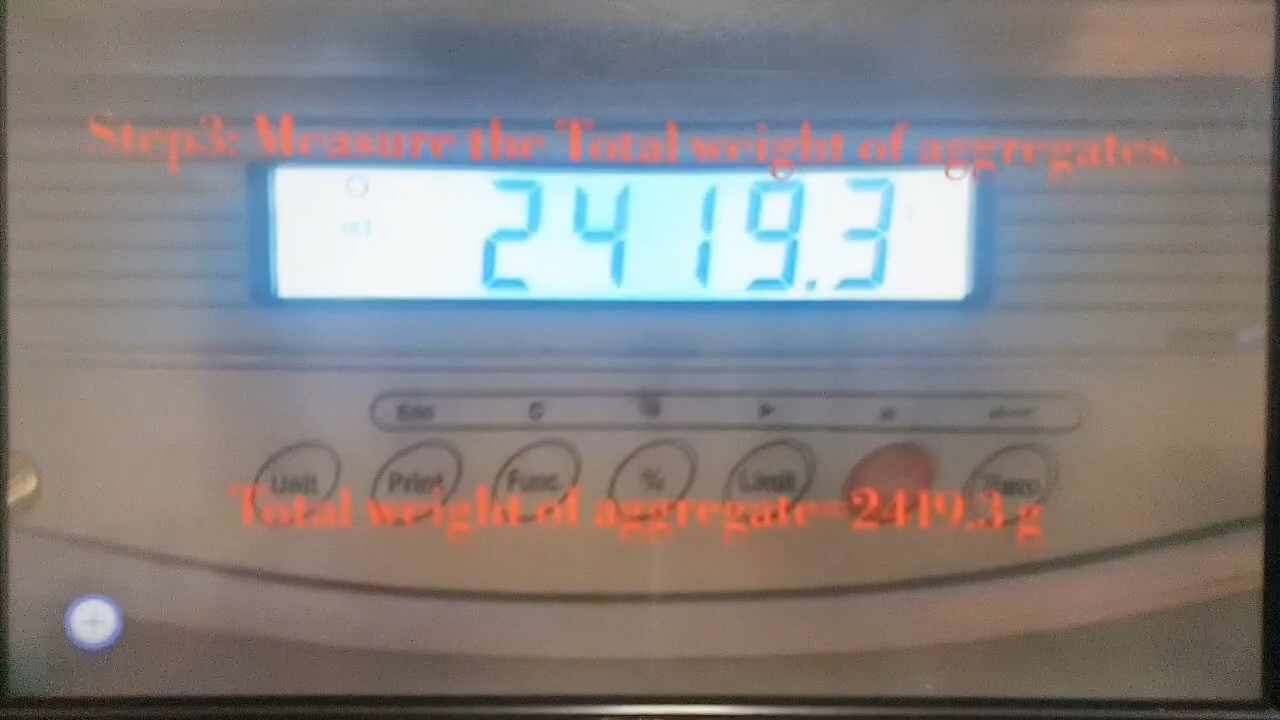 Step3: Measure the Total weight of aggregates.
2419.3
Esc
Unit Print Func. % Limit
Total weight of aggregate=2419.3 g